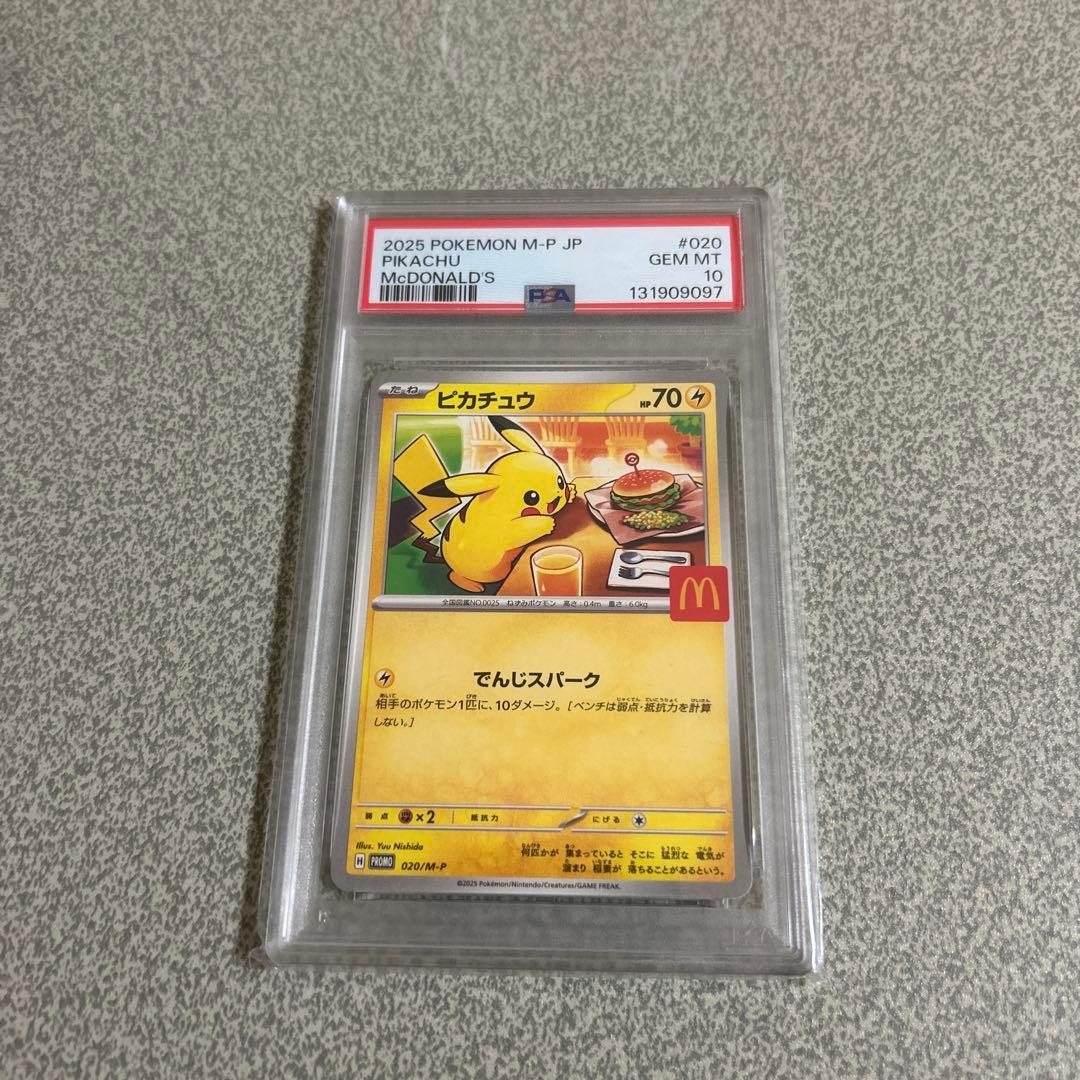 2025 POKEMON M-P JP #020
PIKACHU GEM MT
McDONALD'S 10
PSA 131909097
たね ピカチュウ HP70
全国図鑑NO.0025 ねずみポケモン 高さ:0.4m 重さ:6.0kg
でんじスパーク
相手のポケモン1匹に、10ダメージ。[ベンチは弱点・抵抗力を計算
しない。]
弱点 ×2 抵抗力 にげる
Illus. Yuu Nishida
何匹かが 集まっていると そこに 猛烈な 電気が
溜まり 稲妻が 落ちることがあるという。
H PROMO 020/M-P
©2025 Pokémon/Nintendo/Creatures/GAME FREAK.